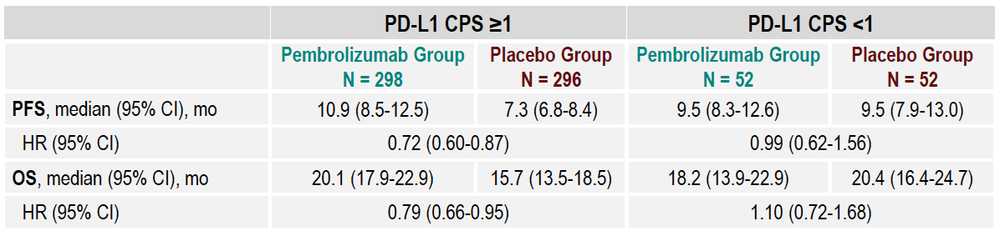 PD-L1 CPS ≥1 PD-L1 CPS <1
Pembrolizumab Group Placebo Group Pembrolizumab Group Placebo Group
N = 298 N = 296 N = 52 N = 52
PFS, median (95% CI), mo 10.9 (8.5-12.5) 7.3 (6.8-8.4) 9.5 (8.3-12.6) 9.5 (7.9-13.0)
HR (95% CI) 0.72 (0.60-0.87) 0.99 (0.62-1.56)
OS, median (95% CI), mo 20.1 (17.9-22.9) 15.7 (13.5-18.5) 18.2 (13.9-22.9) 20.4 (16.4-24.7)
HR (95% CI) 0.79 (0.66-0.95) 1.10 (0.72-1.68)